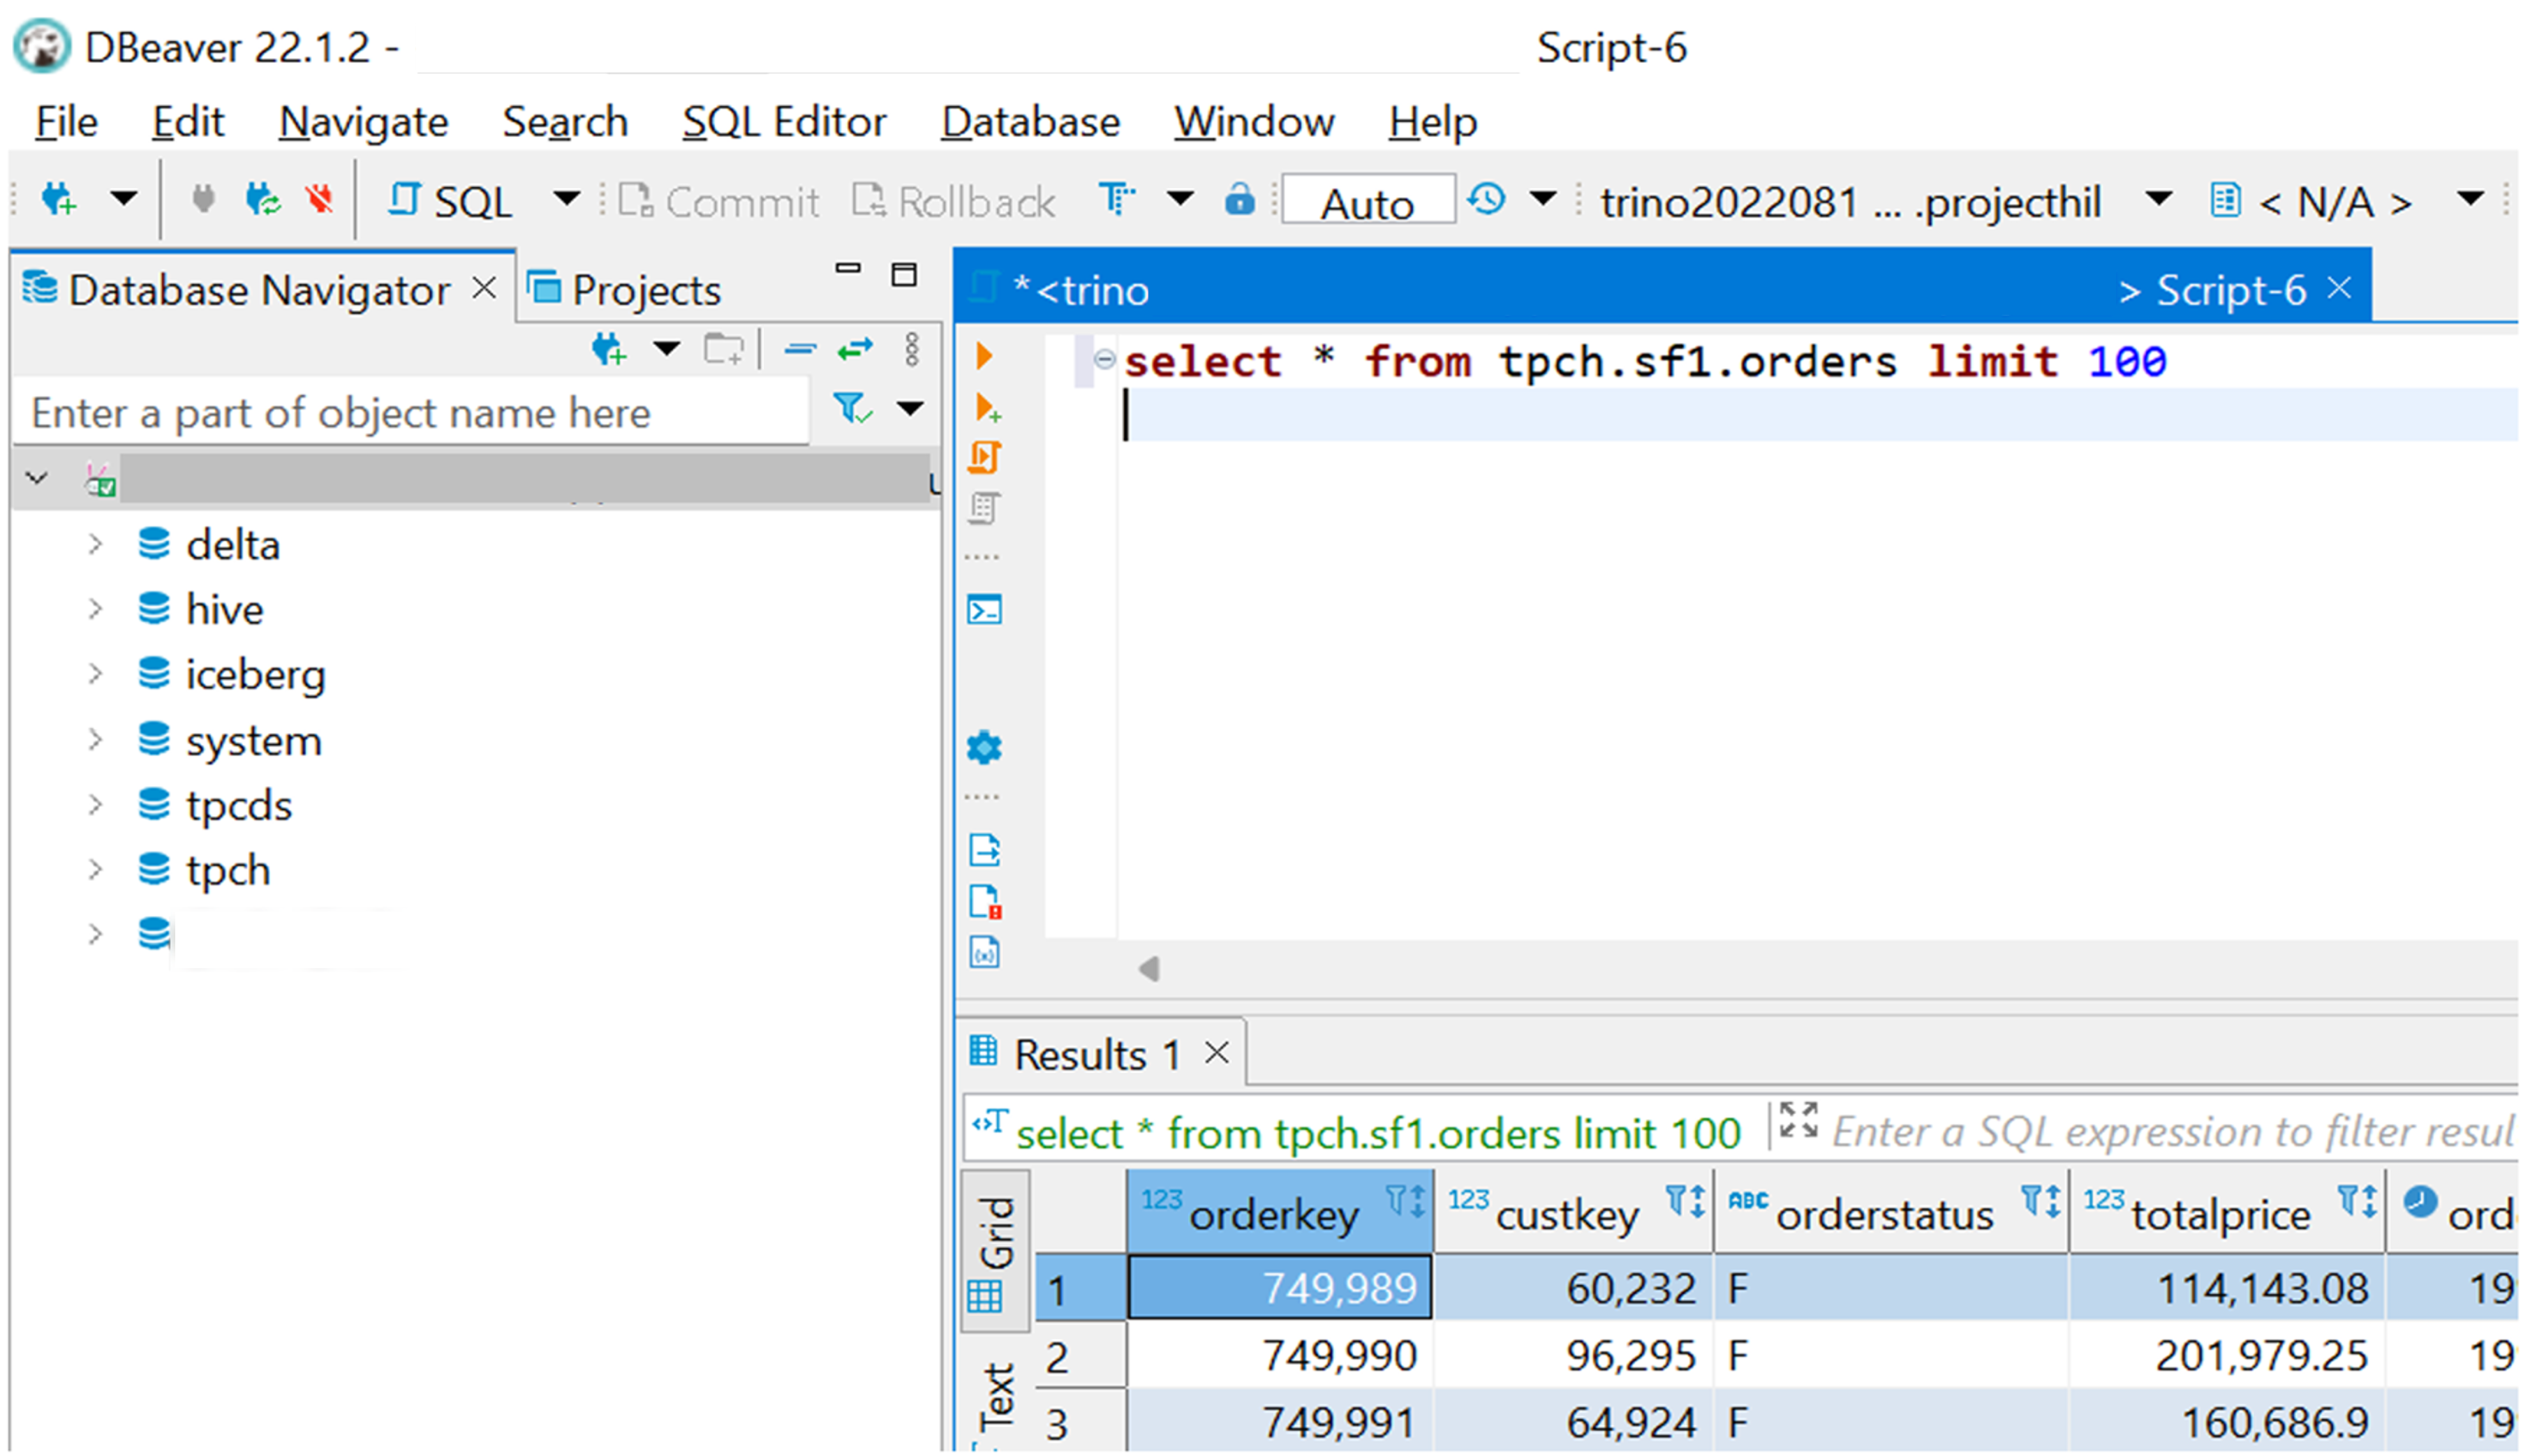 DBeaver 22.1.2 - Script-6
File Edit Navigate Search SQL Editor Database Window Help
SQL Commit Rollback Auto trino2022081 ... .projecthil < N/A >
Database Navigator Projects
Enter a part of object name here
delta
hive
iceberg
system
tpcds
tpch
*<trino > Script-6
select * from tpch.sf1.orders limit 100
Results 1
select * from tpch.sf1.orders limit 100 Enter a SQL expression to filter resul
Grid
Text
123 orderkey 123 custkey ABC orderstatus 123 totalprice ord
1 749,989 60,232 F 114,143.08 19
2 749,990 96,295 F 201,979.25 19
3 749,991 64,924 F 160,686.9 19